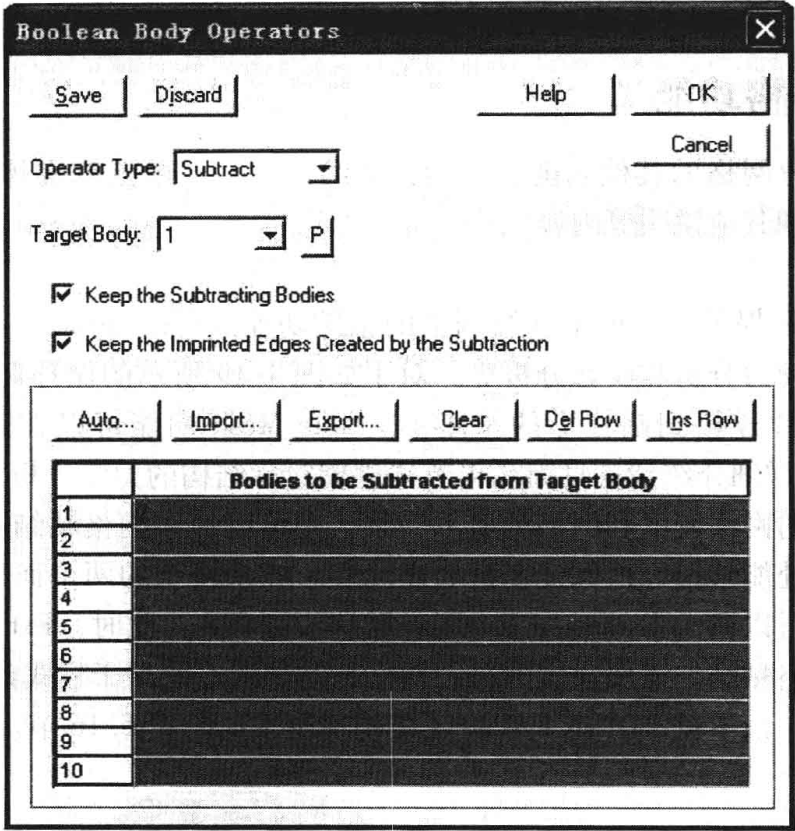 Boolean Body Operators
Save Discard Help OK
Cancel
Operator Type: Subtract
Target Body: 1 P
Keep the Subtracting Bodies
Keep the Imprinted Edges Created by the Subtraction
Auto... Import... Export... Clear Del Row Ins Row
Bodies to be Subtracted from Target Body
1 2
2
3
4
5
6
7
8
9
10